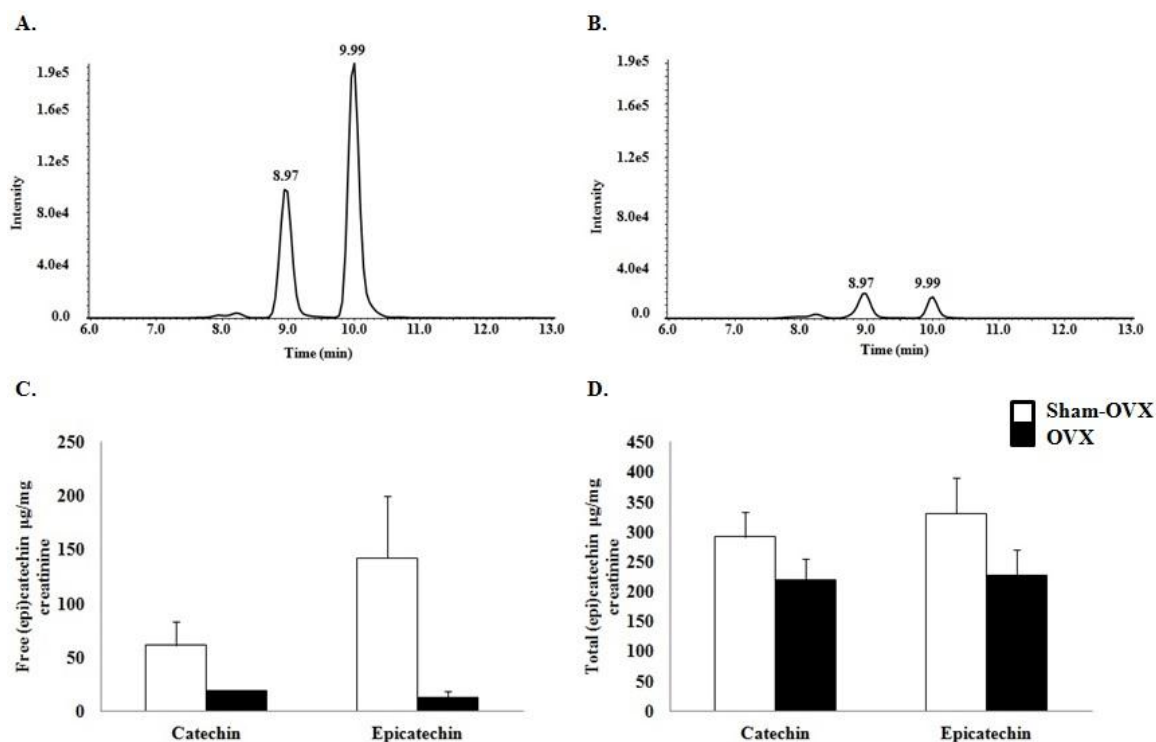 A.
9.99
8.97
1.9e5
1.6e5
1.2e5
8.0e4
4.0e4
0.0
Intensity
6.0 7.0 8.0 9.0 10.0 11.0 12.0 13.0
Time (min)
B.
1.9e5
1.6e5
1.2e5
8.0e4
4.0e4
0.0
Intensity
8.97 9.99
6.0 7.0 8.0 9.0 10.0 11.0 12.0 13.0
Time (min)
C.
250
200
150
100
50
0
Free (epi)catechin µg/mg
creatinine
Catechin Epicatechin
D.
Sham-OVX
OVX
450
400
350
300
250
200
150
100
50
0
Total (epi)catechin µg/mg
creatinine
Catechin Epicatechin